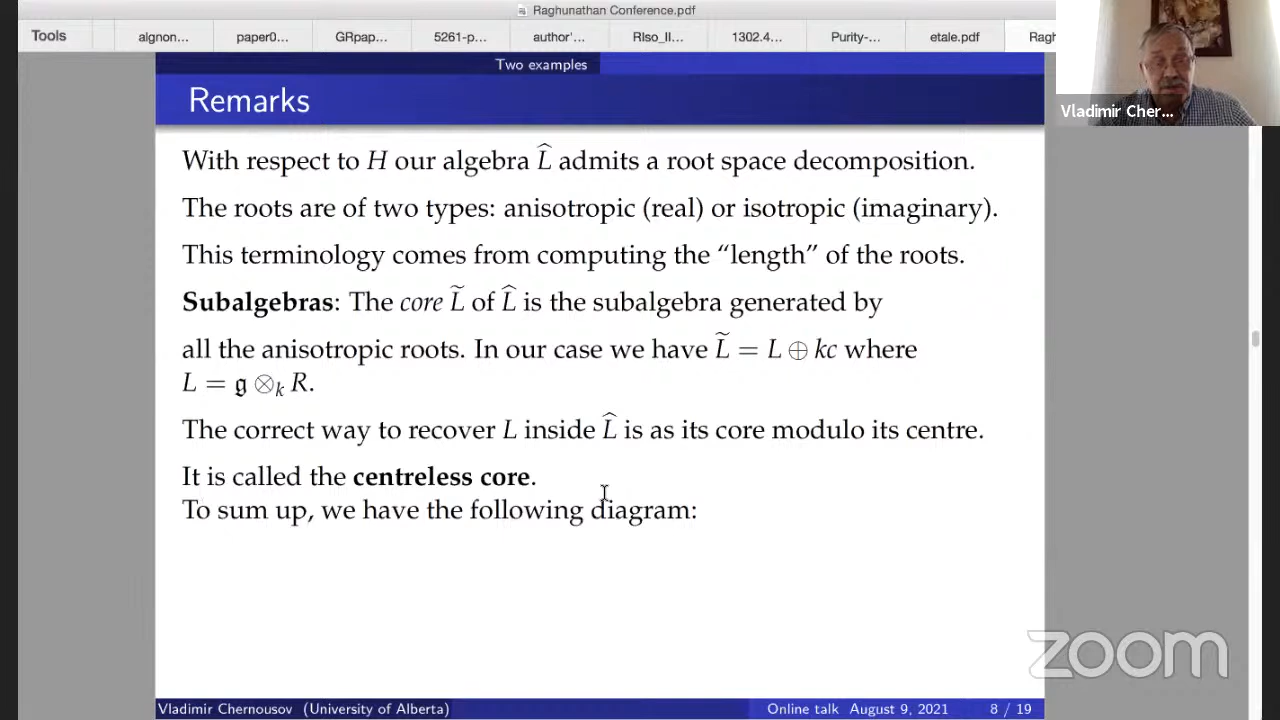 Raghunathan Conference.pdf
Tools
algnon...
paper0...
GRpap...
5261-p...
author'...
RIso_II...
1302.4...
Purity-...
etale.pdf
Ragh
Vladimir Cher...
Two examples
Remarks
With respect to H our algebra L̂ admits a root space decomposition.
The roots are of two types: anisotropic (real) or isotropic (imaginary).
This terminology comes from computing the “length” of the roots.
Subalgebras: The core L̃ of L̂ is the subalgebra generated by
all the anisotropic roots. In our case we have L̃ = L ⊕ kc where
L = 𝔤 ⊗ₖ R.
The correct way to recover L inside L̂ is as its core modulo its centre.
It is called the centreless core.
To sum up, we have the following diagram:
zoom
Vladimir Chernousov (University of Alberta)
Online talk August 9, 2021
8 / 19